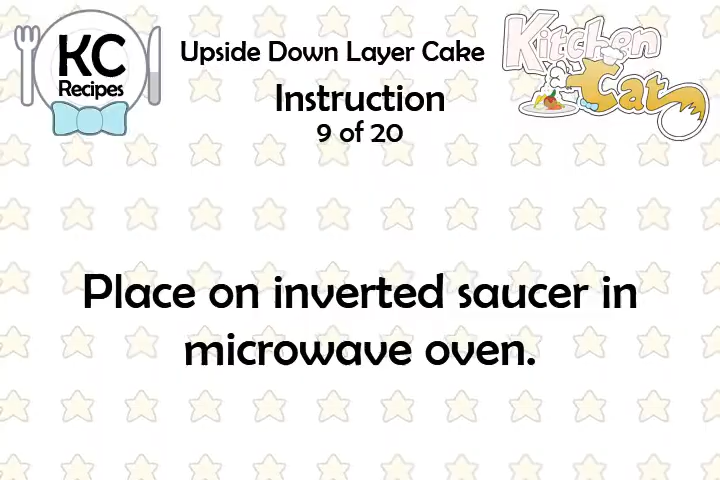 KC
Recipes
Upside Down Layer Cake
Instruction
9 of 20
Kitchen
Cat
Place on inverted saucer in
microwave oven.